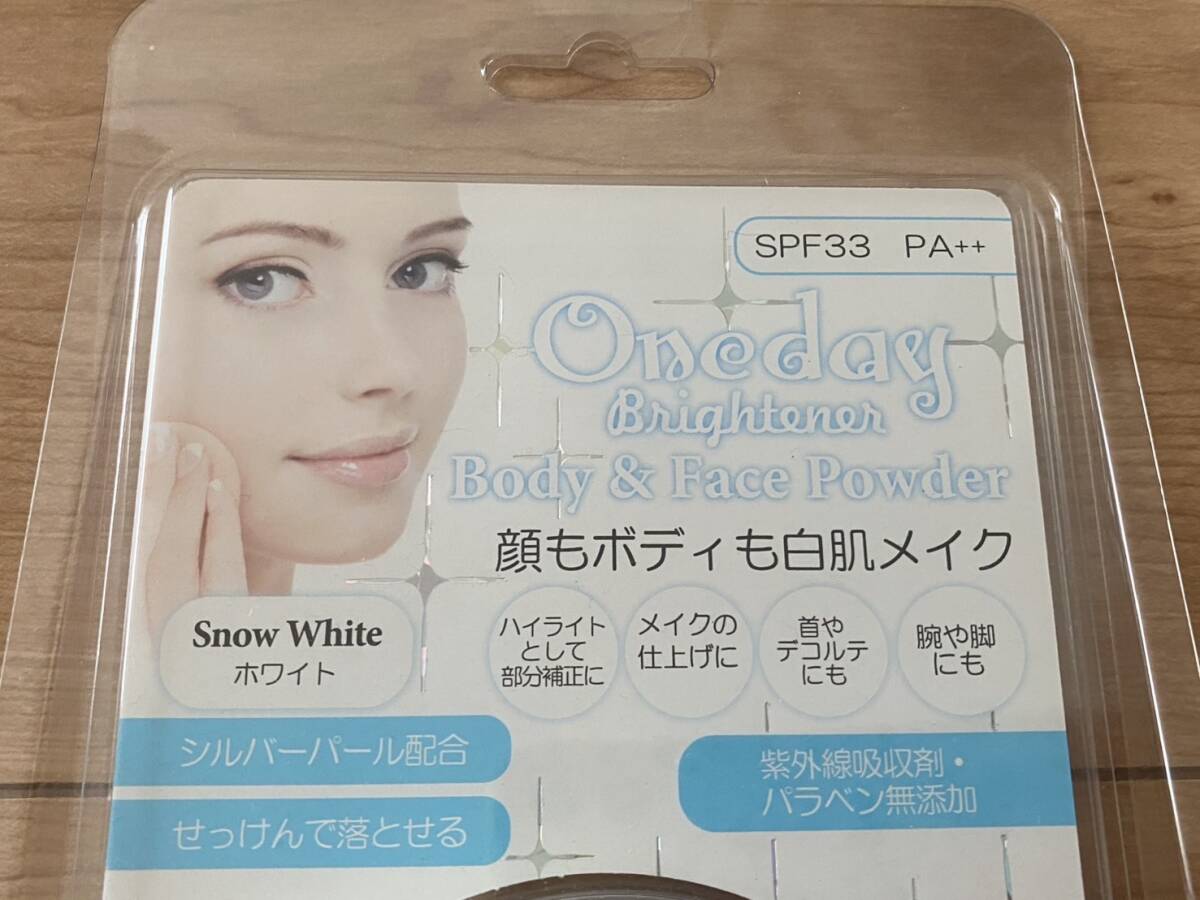 SPF33 PA++
Oneday
Brightener
Body & Face Powder
顔もボディも白肌メイク
Snow White
ホワイト
ハイライト
として
部分補正に
メイクの
仕上げに
首や
デコルテ
にも
腕や脚
にも
シルバーパール配合
せっけんで落とせる
紫外線吸収剤・
パラベン無添加